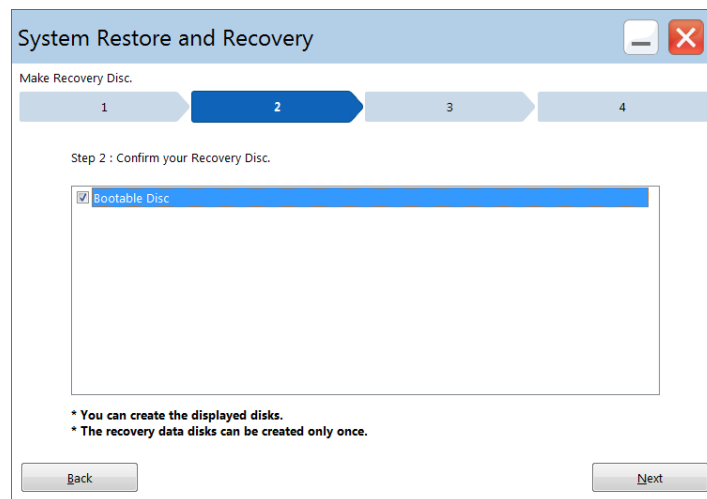 System Restore and Recovery
Make Recovery Disc.
1 2 3 4
Step 2 : Confirm your Recovery Disc.
Bootable Disc
* You can create the displayed disks.
* The recovery data disks can be created only once.
Back Next